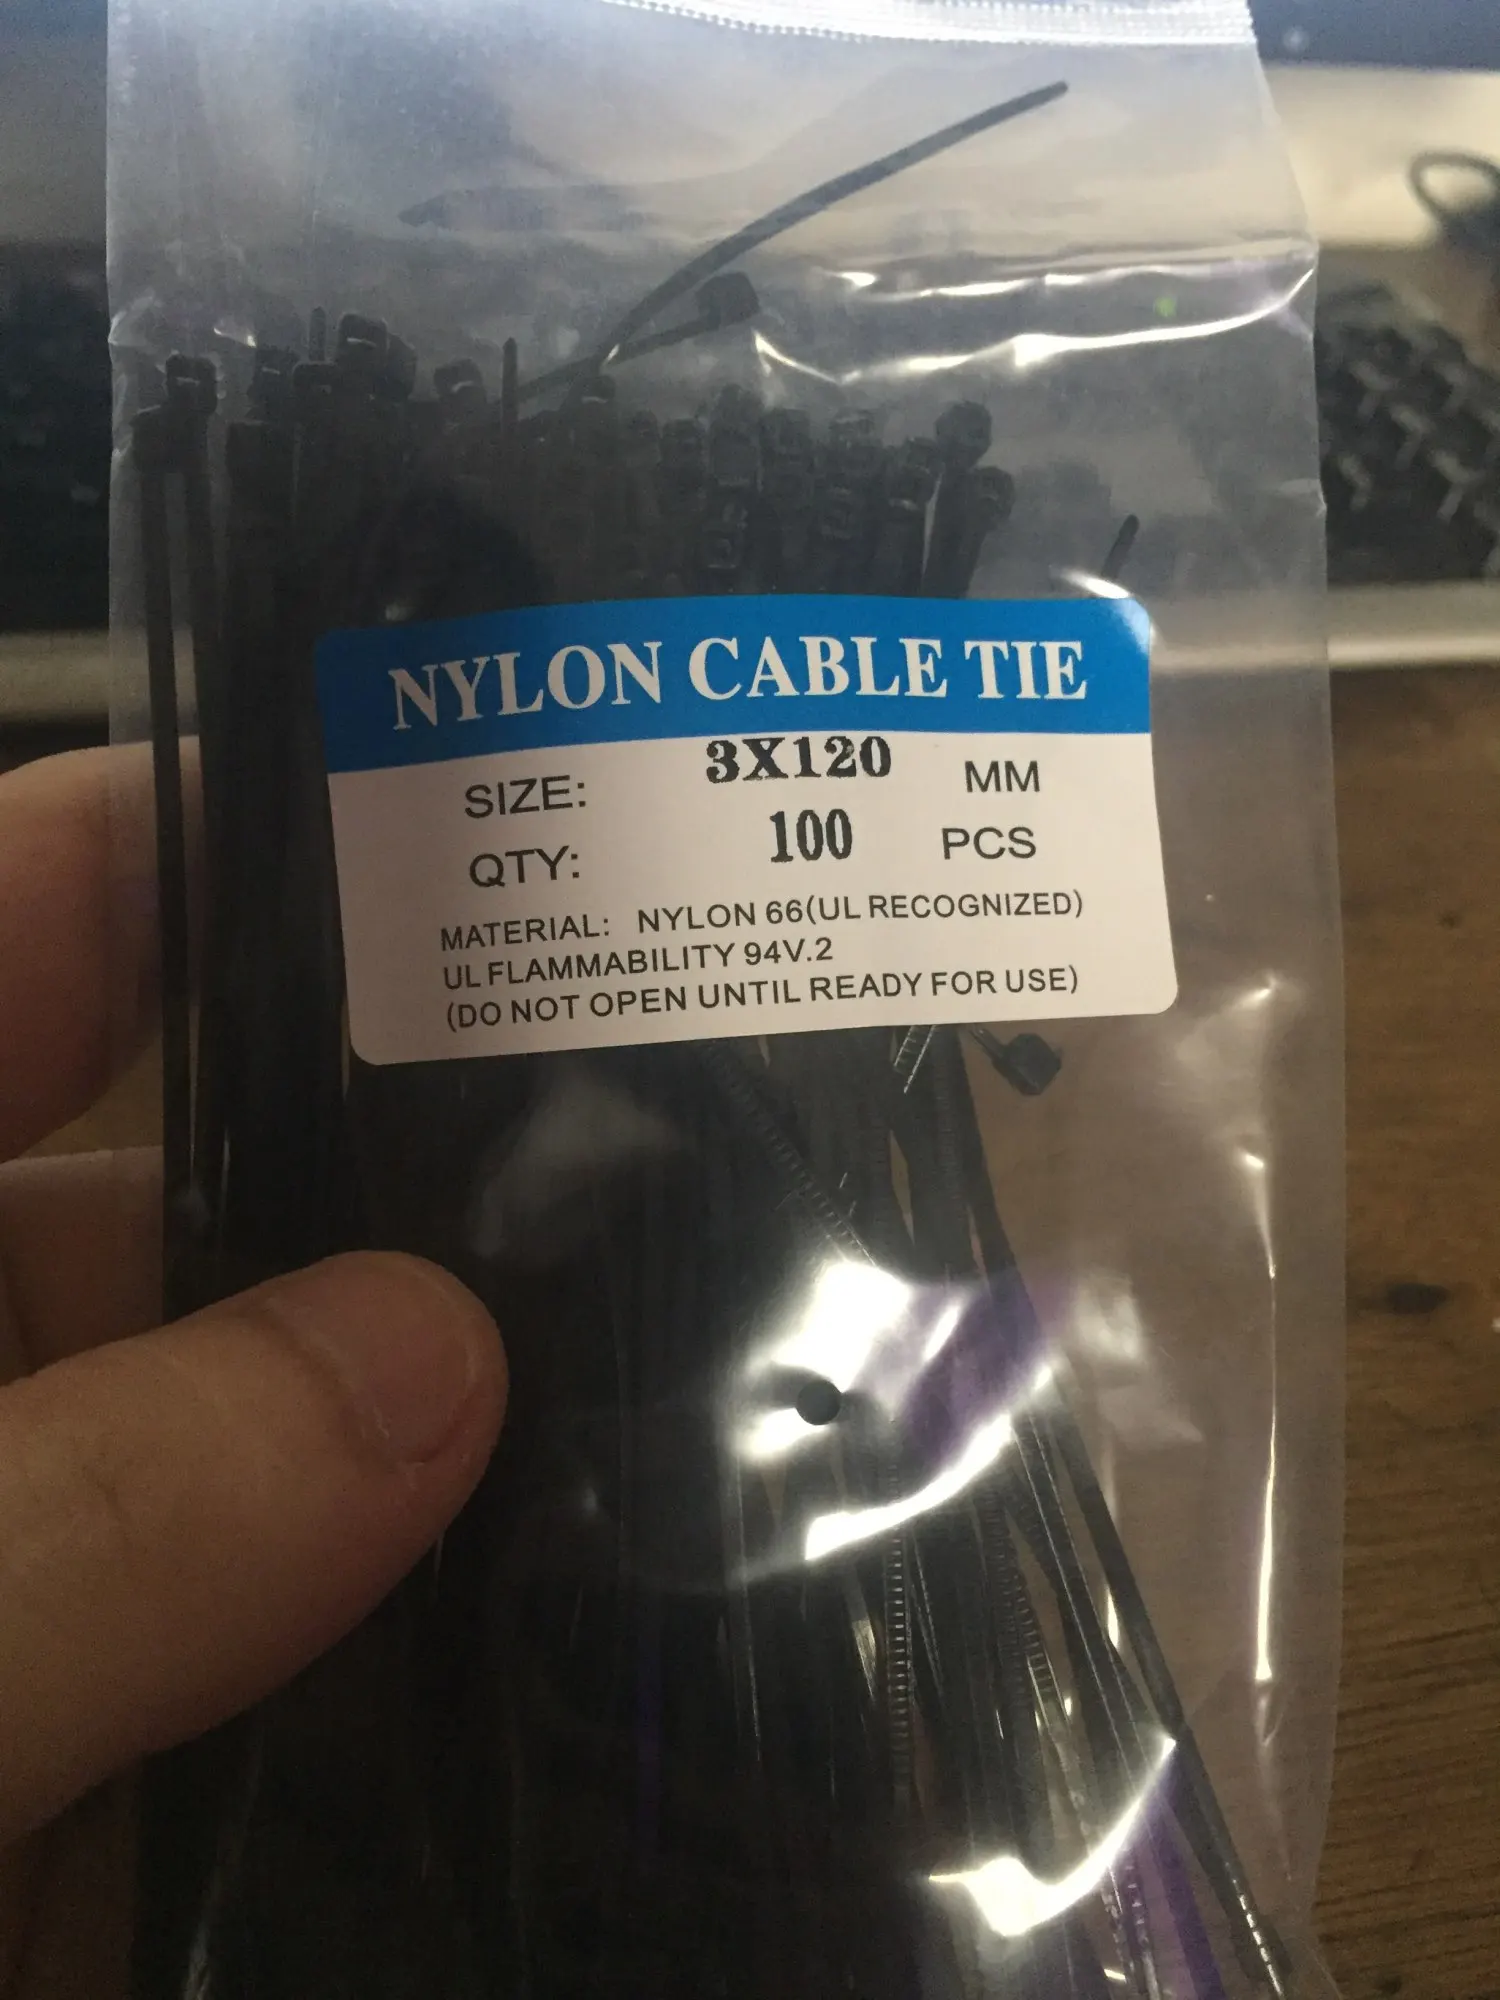 NYLON CABLE TIE
SIZE: 3X120 MM
QTY: 100 PCS
MATERIAL: NYLON 66(UL RECOGNIZED)
UL FLAMMABILITY 94V.2
(DO NOT OPEN UNTIL READY FOR USE)